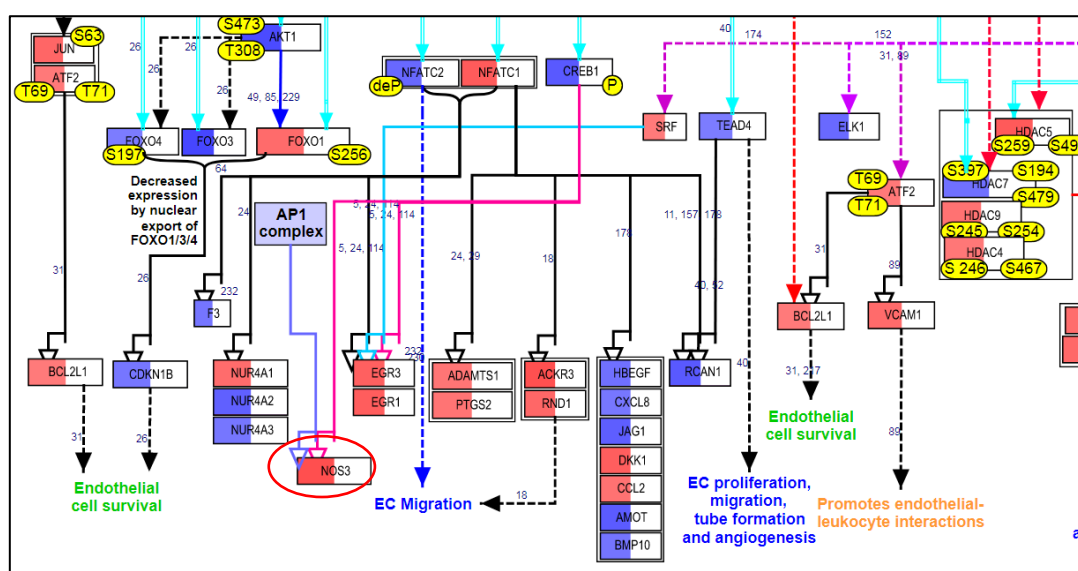 S63
JUN
ATF2
T69
T71
S473
AKT1
T308
26
26
26
26
49, 85, 229
FOXO4
S197
FOXO3
FOXO1
S256
64
Decreased
expression
by nuclear
export of
FOXO1/3/4
NFATC2
deP
NFATC1
CREB1
P
SRF
40
174
152
31, 89
TEAD4
ELK1
T69
ATF2
T71
HDAC5
S259
S49
S397
S194
HDAC7
S479
HDAC9
S245
S254
HDAC4
S 246
S467
AP1
complex
24
5, 24, 114
5, 24, 114
5, 24, 114
24, 29
18
178
11, 157
178
40, 52
31
89
31
26
232
F3
232
BCL2L1
CDKN1B
NUR4A1
NUR4A2
NUR4A3
EGR3
EGR1
ADAMTS1
PTGS2
ACKR3
RND1
HBEGF
CXCL8
JAG1
DKK1
CCL2
AMOT
BMP10
RCAN1
40
BCL2L1
VCAM1
NOS3
31
26
18
89
Endothelial
cell survival
EC Migration
EC proliferation,
migration,
tube formation
and angiogenesis
Endothelial
cell survival
Promotes endothelial-
leukocyte interactions
a